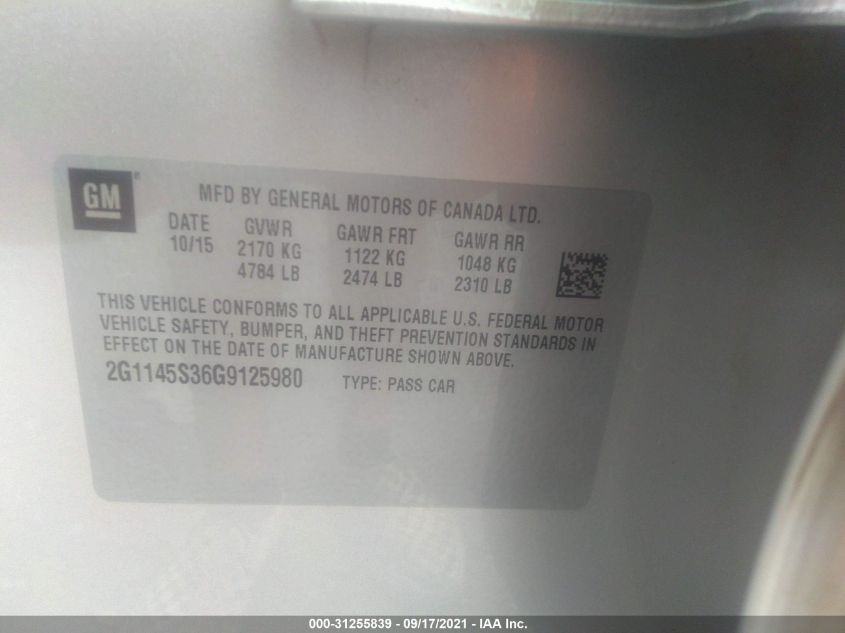 GM
MFD BY GENERAL MOTORS OF CANADA LTD.
DATE GVWR GAWR FRT GAWR RR
10/15 2170 KG 1122 KG 1048 KG
4784 LB 2474 LB 2310 LB
THIS VEHICLE CONFORMS TO ALL APPLICABLE U.S. FEDERAL MOTOR
VEHICLE SAFETY, BUMPER, AND THEFT PREVENTION STANDARDS IN
EFFECT ON THE DATE OF MANUFACTURE SHOWN ABOVE.
2G1145S36G9125980 TYPE: PASS CAR
000-31255839 - 09/17/2021 - IAA Inc.